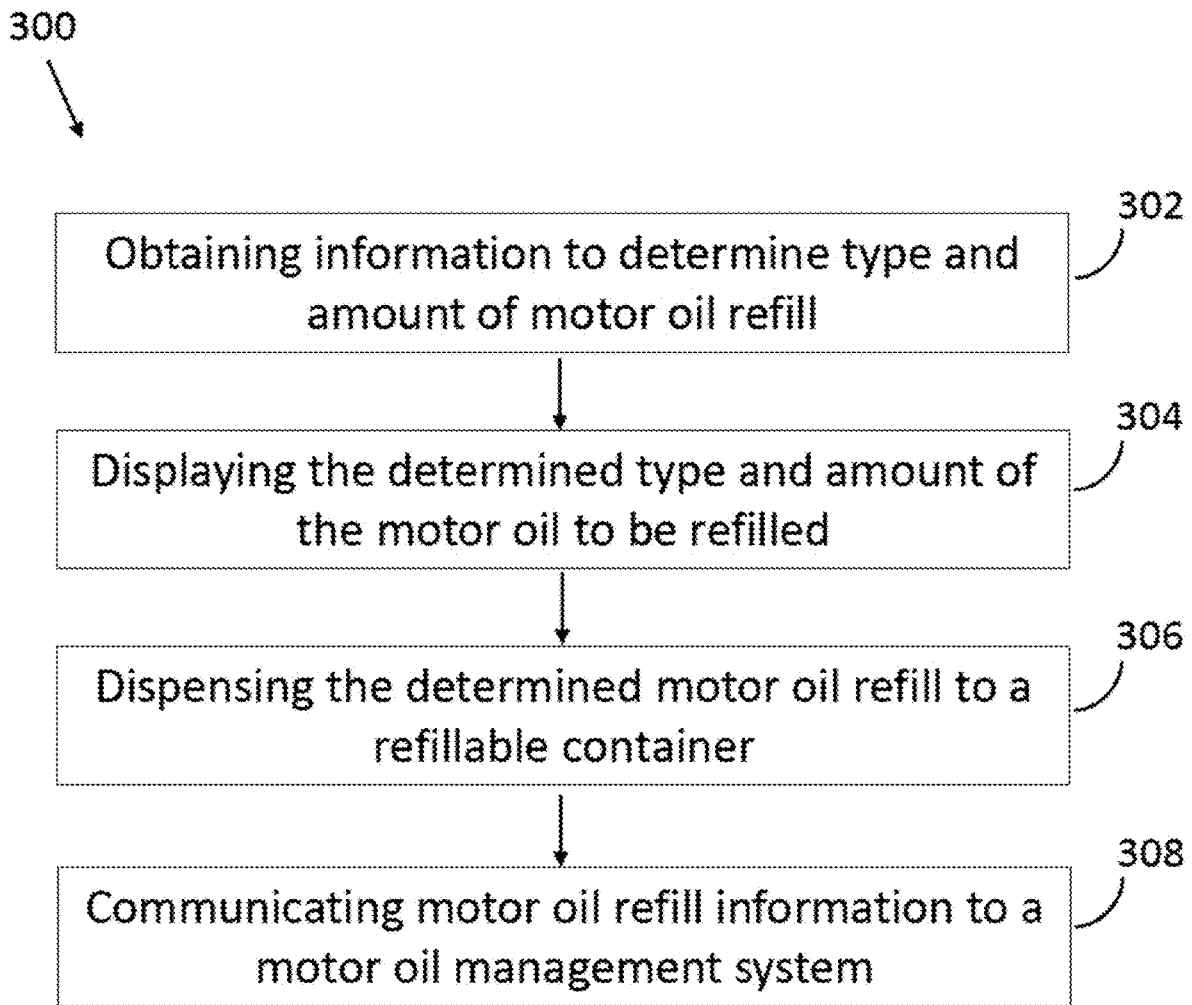 300
302
Obtaining information to determine type and
amount of motor oil refill
304
Displaying the determined type and amount of
the motor oil to be refilled
306
Dispensing the determined motor oil refill to a
refillable container
308
Communicating motor oil refill information to a
motor oil management system